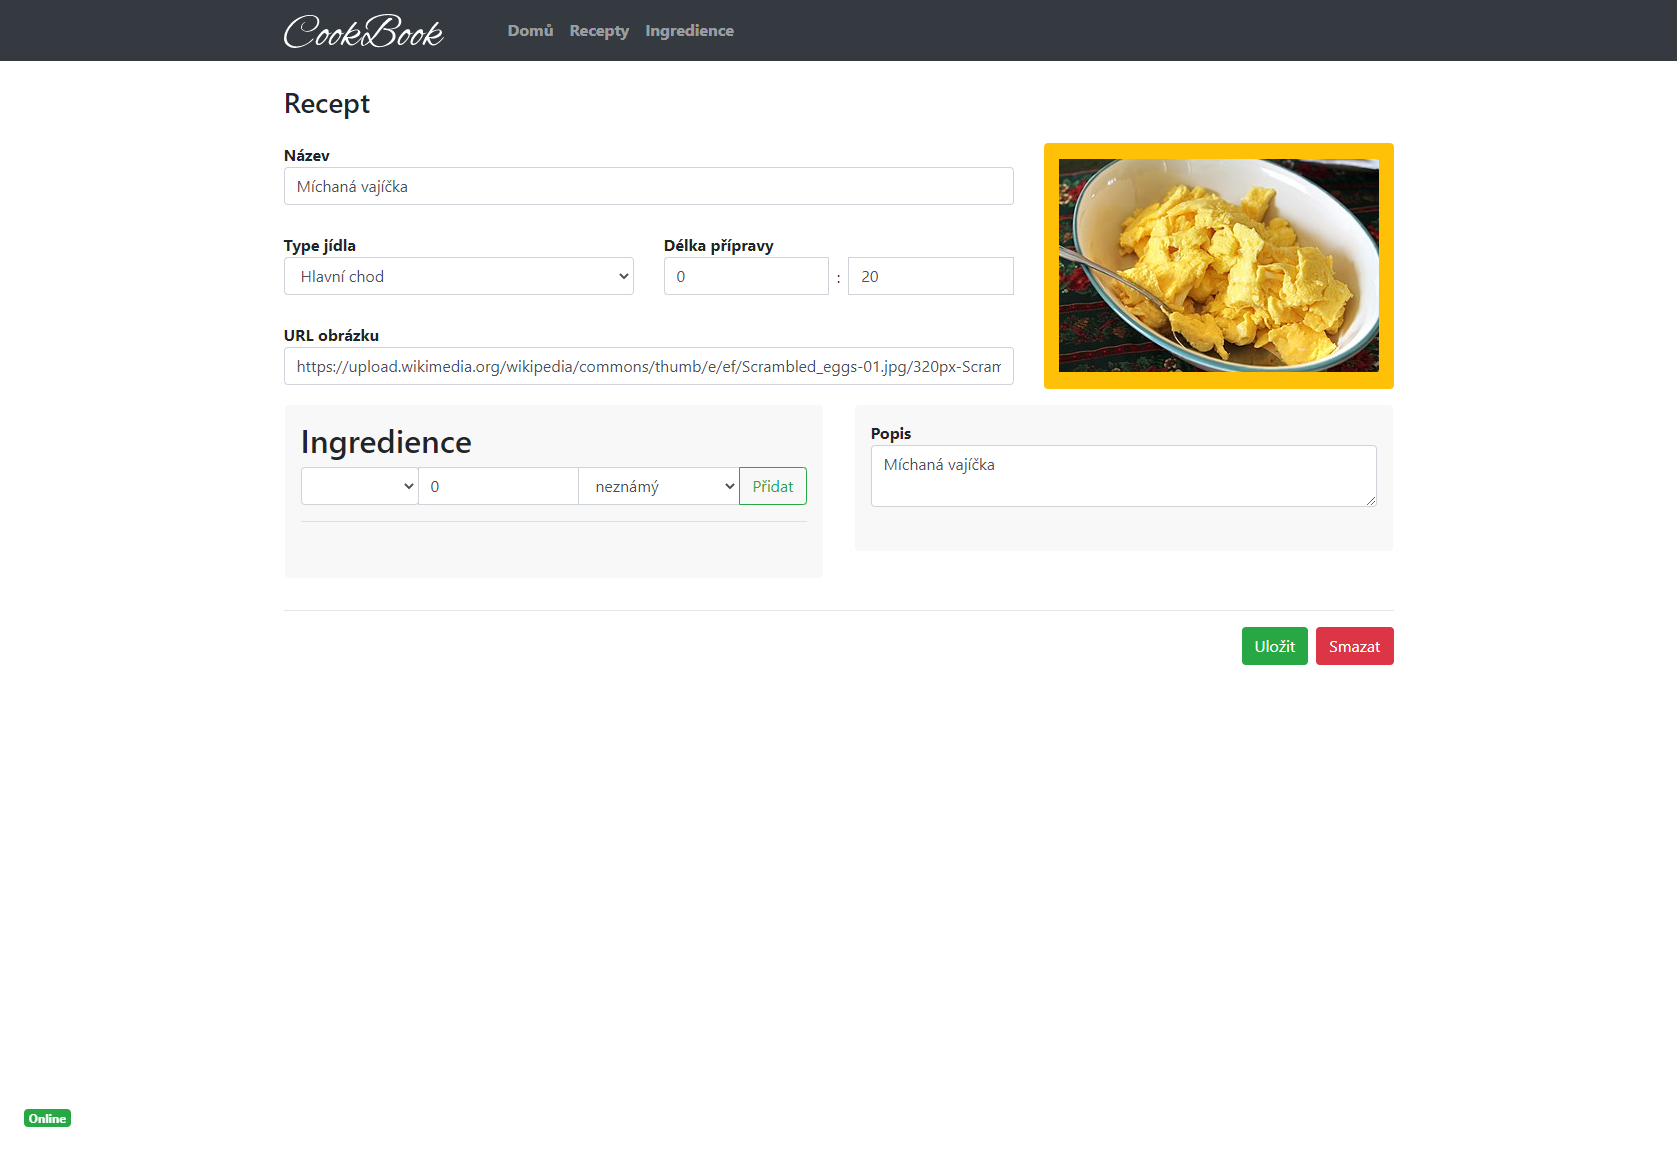 CookBook Domů Recepty Ingredience
Recept
Název
Míchaná vajíčka
Type jídla Délka přípravy
Hlavní chod 0 : 20
URL obrázku
https://upload.wikimedia.org/wikipedia/commons/thumb/e/ef/Scrambled_eggs-01.jpg/320px-Scram
Ingredience
0 neznámý Přidat
Popis
Míchaná vajíčka
Uložit Smazat
Online